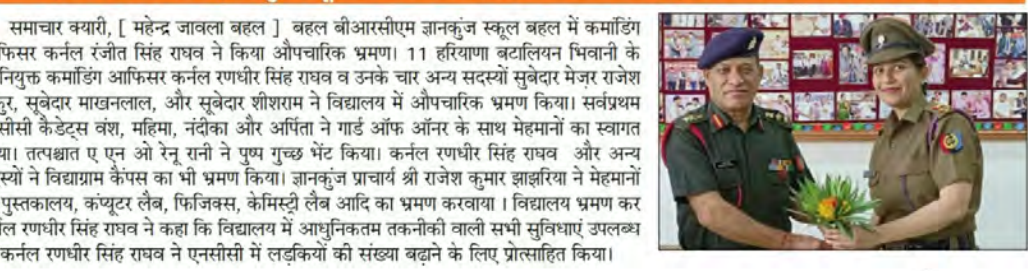 समाचार क्यारी, [ महेन्द्र जावला बहल ] बहल बीआरसीएम ज्ञानकुंज स्कूल बहल में कमांडिंग
फिसर कर्नल रंजीत सिंह राघव ने किया औपचारिक भ्रमण। 11 हरियाणा बटालियन भिवानी के
नियुक्त कमांडिंग आफिसर कर्नल रणधीर सिंह राघव व उनके चार अन्य सदस्यों सुबेदार मेज़र राजेश
सूबेदार माखनलाल, और सूबेदार शीशराम ने विद्यालय में औपचारिक भ्रमण किया। सर्वप्रथम
सीसी कैडेट्स वंश, महिमा, नंदीका और अर्पिता ने गार्ड ऑफ ऑनर के साथ मेहमानों का स्वागत
या। तत्पश्चात ए एन ओ रेनू रानी ने पुष्प गुच्छ भेंट किया। कर्नल रणधीर सिंह राघव और अन्य
स्यों ने विद्याग्राम कैंपस का भी भ्रमण किया। ज्ञानकुंज प्राचार्य श्री राजेश कुमार झाझरिया ने मेहमानों
पुस्तकालय, कंप्यूटर लैब, फिजिक्स, केमिस्ट्री लैब आदि का भ्रमण करवाया । विद्यालय भ्रमण कर
रणधीर सिंह राघव ने कहा कि विद्यालय में आधुनिकतम तकनीकी वाली सभी सुविधाएं उपलब्ध
कर्नल रणधीर सिंह राघव ने एनसीसी में लड़कियों की संख्या बढ़ाने के लिए प्रोत्साहित किया।